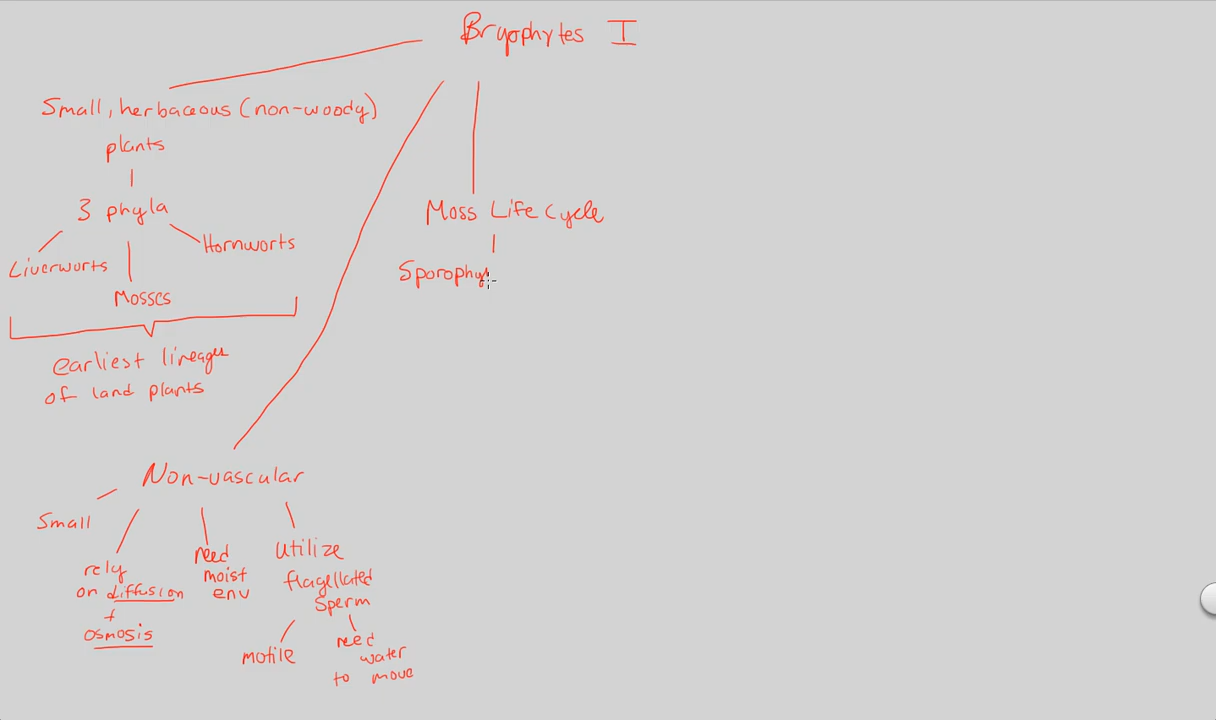 Bryophytes I
Small, herbaceous (non-woody)
plants
3 phyla
Liverworts
Mosses
Hornworts
earliest lineages
of land plants
Non-vascular
Small
rely
on diffusion
+
osmosis
need
moist
env
utilize
flagellated
sperm
motile
need
water
to move
Moss Life Cycle
Sporophy